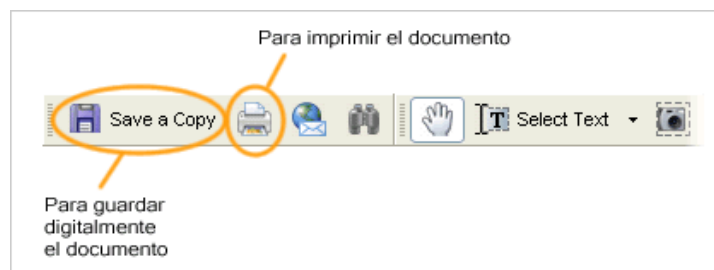 Para imprimir el documento
Save a Copy
T Select Text
Para guardar
digitalmente
el documento